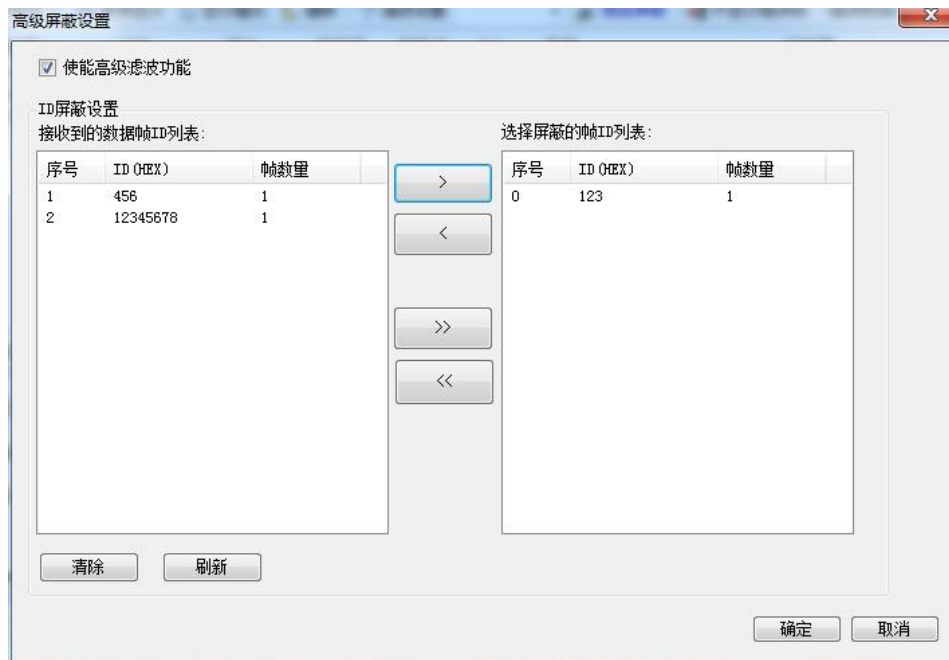 高级屏蔽设置
使能高级滤波功能
ID屏蔽设置
接收到的数据帧ID列表:
选择屏蔽的帧ID列表:
序号 ID(HEX) 帧数量
1 456 1
2 12345678 1
>
<
>>
<<
序号 ID(HEX) 帧数量
0 123 1
清除 刷新
确定 取消